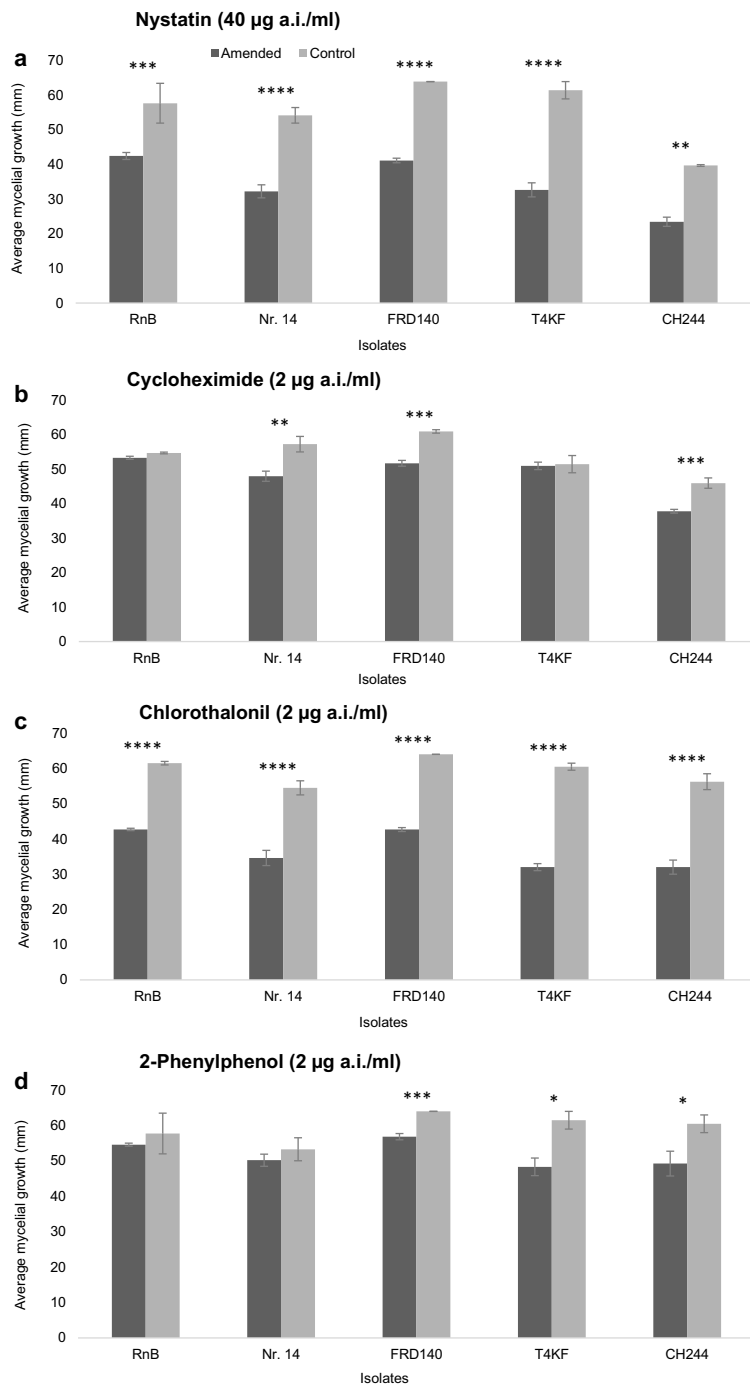 Nystatin (40 µg a.i./ml)
a
Amended Control
Average mycelial growth (mm)
70
60
50
40
30
20
10
0
***
****
****
****
**
RnB Nr. 14 FRD140 T4KF CH244
Isolates
Cycloheximide (2 µg a.i./ml)
b
Average mycelial growth (mm)
70
60
50
40
30
20
10
0
**
***
***
RnB Nr. 14 FRD140 T4KF CH244
Isolates
Chlorothalonil (2 µg a.i./ml)
c
Average mycelial growth (mm)
70
60
50
40
30
20
10
0
****
****
****
****
****
RnB Nr. 14 FRD140 T4KF CH244
Isolates
2-Phenylphenol (2 µg a.i./ml)
d
Average mycelial growth (mm)
70
60
50
40
30
20
10
0
***
*
*
RnB Nr. 14 FRD140 T4KF CH244
Isolates